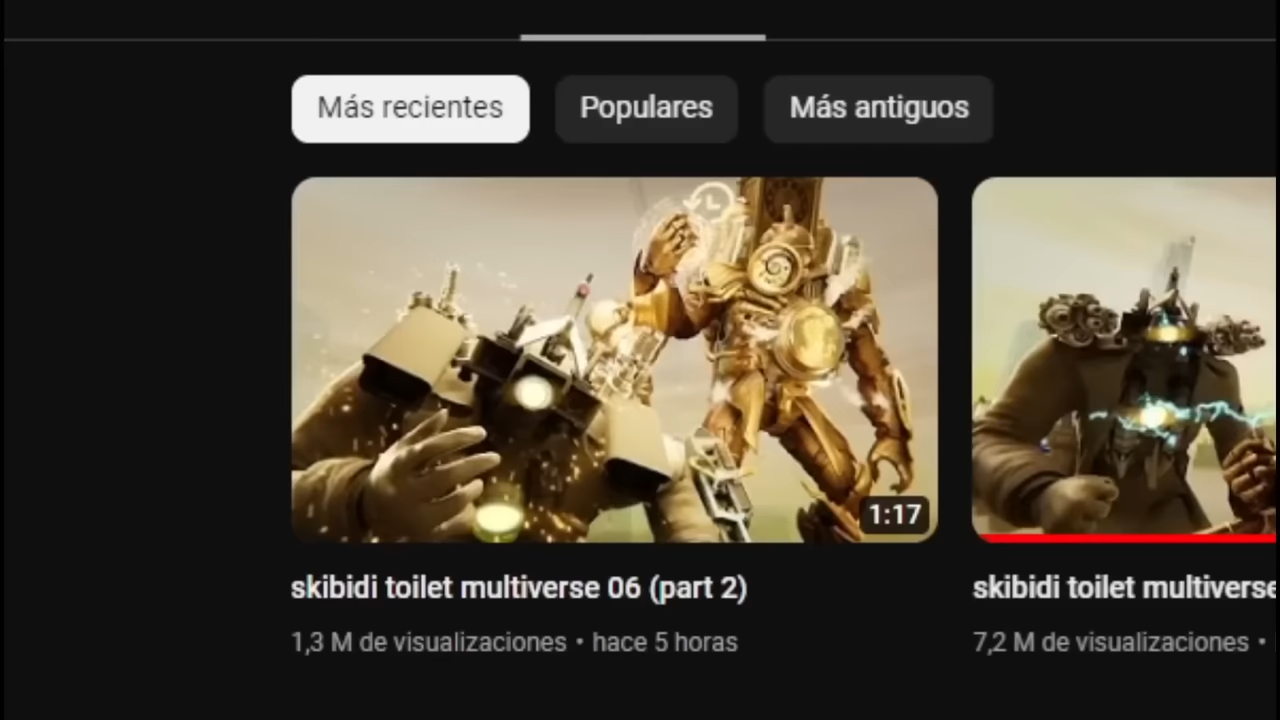 Más recientes
Populares
Más antiguos
1:17
skibidi toilet multiverse 06 (part 2)
1,3 M de visualizaciones • hace 5 horas
skibidi toilet multiverse
7,2 M de visualizaciones •